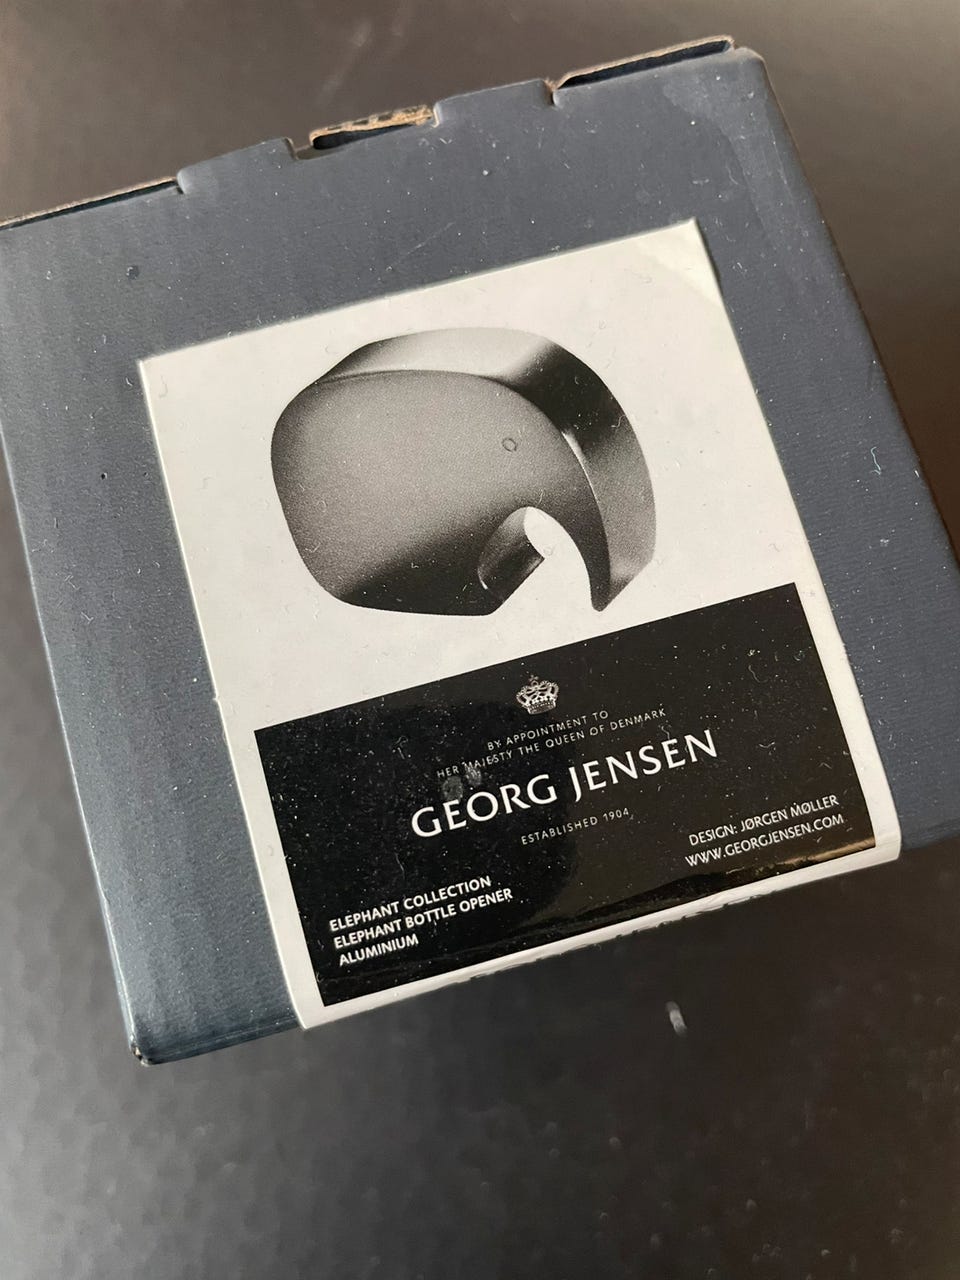 BY APPOINTMENT TO
HER MAJESTY THE QUEEN OF DENMARK
GEORG JENSEN
ESTABLISHED 1904
DESIGN: JØRGEN MØLLER
WWW.GEORGJENSEN.COM
ELEPHANT COLLECTION
ELEPHANT BOTTLE OPENER
ALUMINIUM